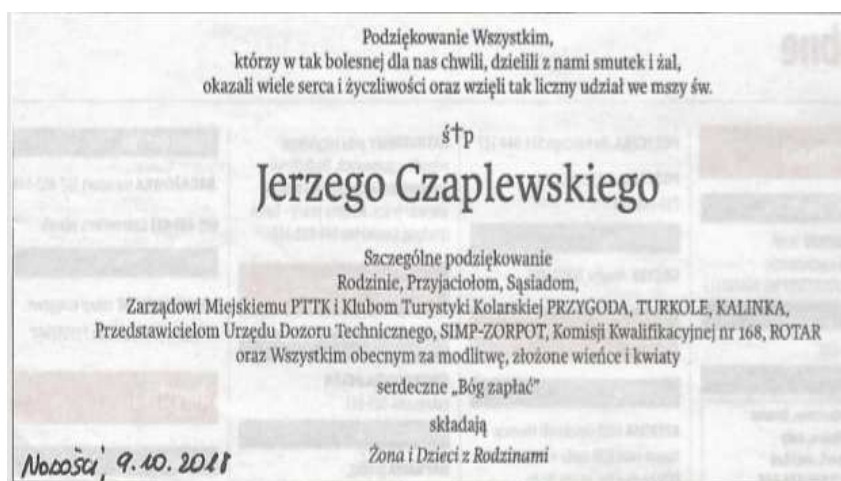 Podziękowanie Wszystkim,
którzy w tak bolesnej dla nas chwili, dzielili z nami smutek i żal,
okazali wiele serca i życzliwości oraz wzięli tak liczny udział we mszy św.
ś†p
Jerzego Czaplewskiego
Szczególne podziękowanie
Rodzinie, Przyjaciołom, Sąsiadom,
Zarządowi Miejskiemu PTTK i Klubom Turystyki Kolarskiej PRZYGODA, TURKOLE, KALINKA,
Przedstawicielom Urzędu Dozoru Technicznego, SIMP-ZORPOT, Komisji Kwalifikacyjnej nr 168, ROTAR
oraz Wszystkim obecnym za modlitwę, złożone wieńce i kwiaty
serdeczne „Bóg zapłać”
składają
Żona i Dzieci z Rodzinami
Nowości, 9.10.2018